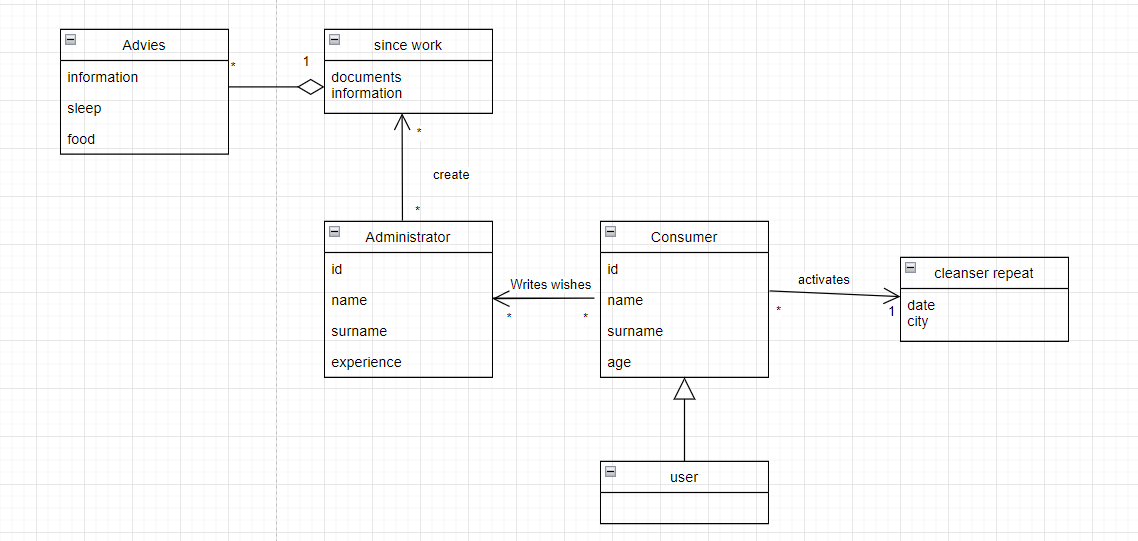 Advies
information
sleep
food
*
1
since work
documents
information
*
create
*
Administrator
id
name
surname
experience
Writes wishes
*
*
Consumer
id
name
surname
age
activates
*
1
cleanser repeat
date
city
user